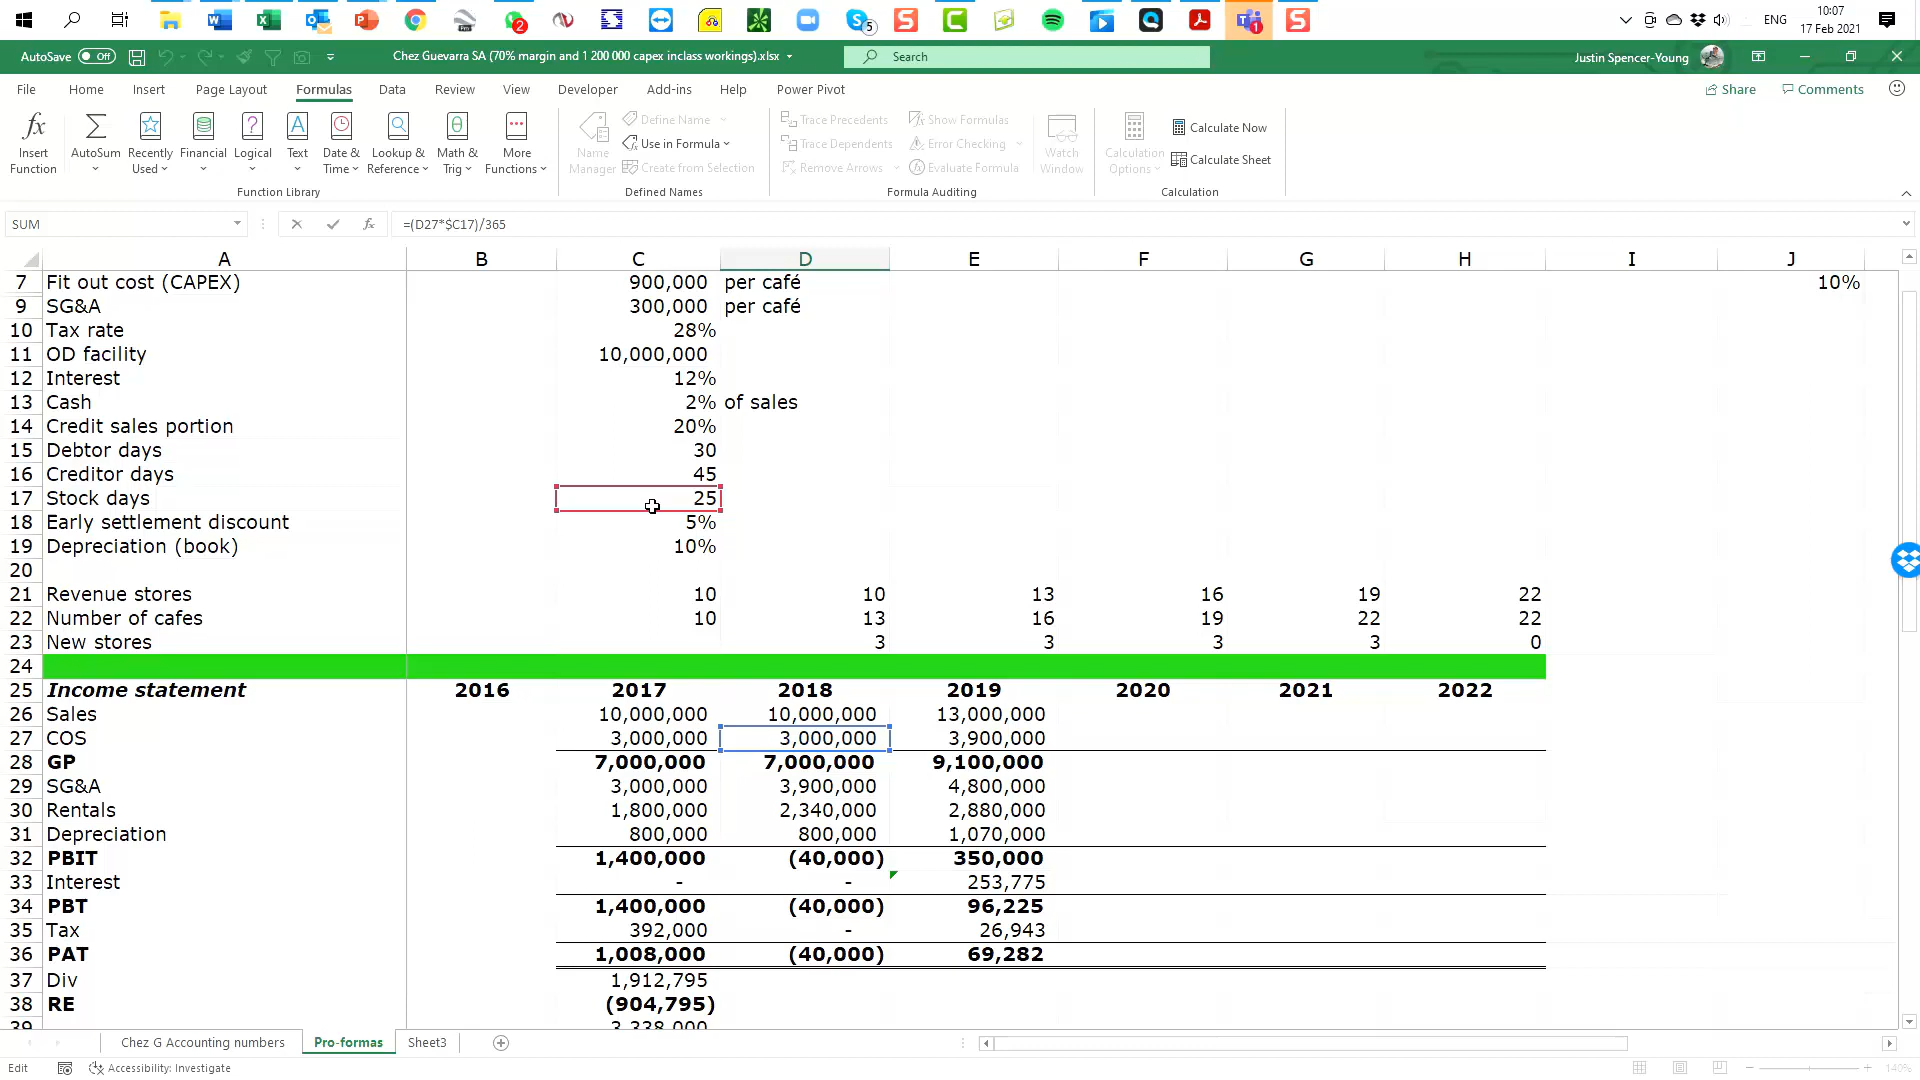 ENG
10:07
17 Feb 2021
AutoSave Off
Chez Guevarra SA (70% margin and 1 200 000 capex inclass workings).xlsx
Search
Justin Spencer-Young
File Home Insert Page Layout Formulas Data Review View Developer Add-ins Help Power Pivot
Share Comments
Insert Function
AutoSum
Recently Used
Financial
Logical
Text
Date & Time
Lookup & Reference
Math & Trig
More Functions
Function Library
Name Manager
Define Name
Use in Formula
Create from Selection
Defined Names
Trace Precedents
Trace Dependents
Remove Arrows
Show Formulas
Error Checking
Evaluate Formula
Formula Auditing
Watch Window
Calculation Options
Calculate Now
Calculate Sheet
Calculation
SUM
fx
=(D27*$C17)/365
A B C D E F G H I J
7 Fit out cost (CAPEX) 900,000 per café 10%
9 SG&A 300,000 per café
10 Tax rate 28%
11 OD facility 10,000,000
12 Interest 12%
13 Cash 2% of sales
14 Credit sales portion 20%
15 Debtor days 30
16 Creditor days 45
17 Stock days 25
18 Early settlement discount 5%
19 Depreciation (book) 10%
20
21 Revenue stores 10 10 13 16 19 22
22 Number of cafes 10 13 16 19 22 22
23 New stores 3 3 3 3 0
24
25 Income statement 2016 2017 2018 2019 2020 2021 2022
26 Sales 10,000,000 10,000,000 13,000,000
27 COS 3,000,000 3,000,000 3,900,000
28 GP 7,000,000 7,000,000 9,100,000
29 SG&A 3,000,000 3,900,000 4,800,000
30 Rentals 1,800,000 2,340,000 2,880,000
31 Depreciation 800,000 800,000 1,070,000
32 PBIT 1,400,000 (40,000) 350,000
33 Interest - - 253,775
34 PBT 1,400,000 (40,000) 96,225
35 Tax 392,000 - 26,943
36 PAT 1,008,000 (40,000) 69,282
37 Div 1,912,795
38 RE (904,795)
39 3,338,000
Chez G Accounting numbers Pro-formas Sheet3
Edit Accessibility: Investigate 140%